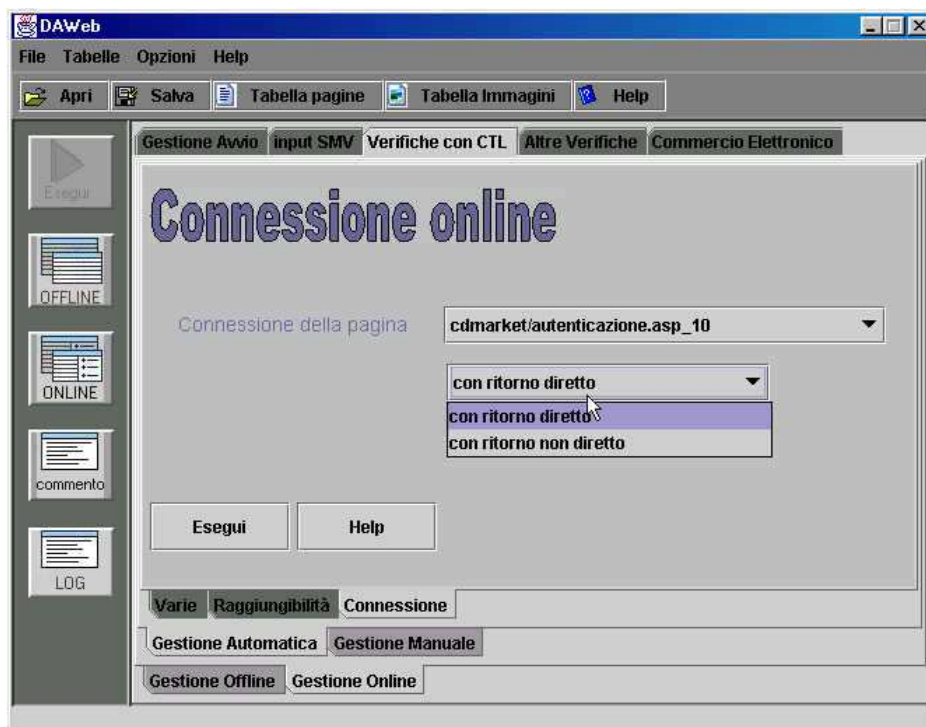 DAWeb
File Tabelle Opzioni Help
Apri Salva Tabella pagine Tabella Immagini Help
Gestione Avvio input SMV Verifiche con CTL Altre Verifiche Commercio Elettronico
Esegui
Connessione online
OFFLINE
Connessione della pagina cdmarket/autenticazione.asp_10
ONLINE
con ritorno diretto
con ritorno diretto
con ritorno non diretto
commento
Esegui Help
LOG
Varie Raggiungibilità Connessione
Gestione Automatica Gestione Manuale
Gestione Offline Gestione Online